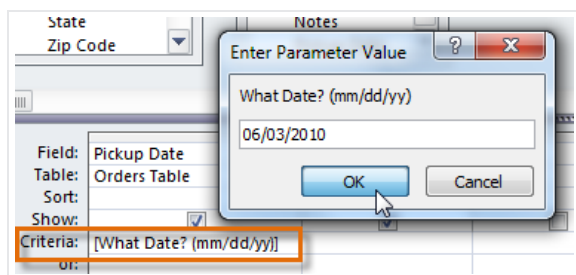 State
Zip Code
Notes
Enter Parameter Value
?
X
What Date? (mm/dd/yy)
06/03/2010
OK
Cancel
Field: Pickup Date
Table: Orders Table
Sort:
Show:
Criteria: [What Date? (mm/dd/yy)]
or: